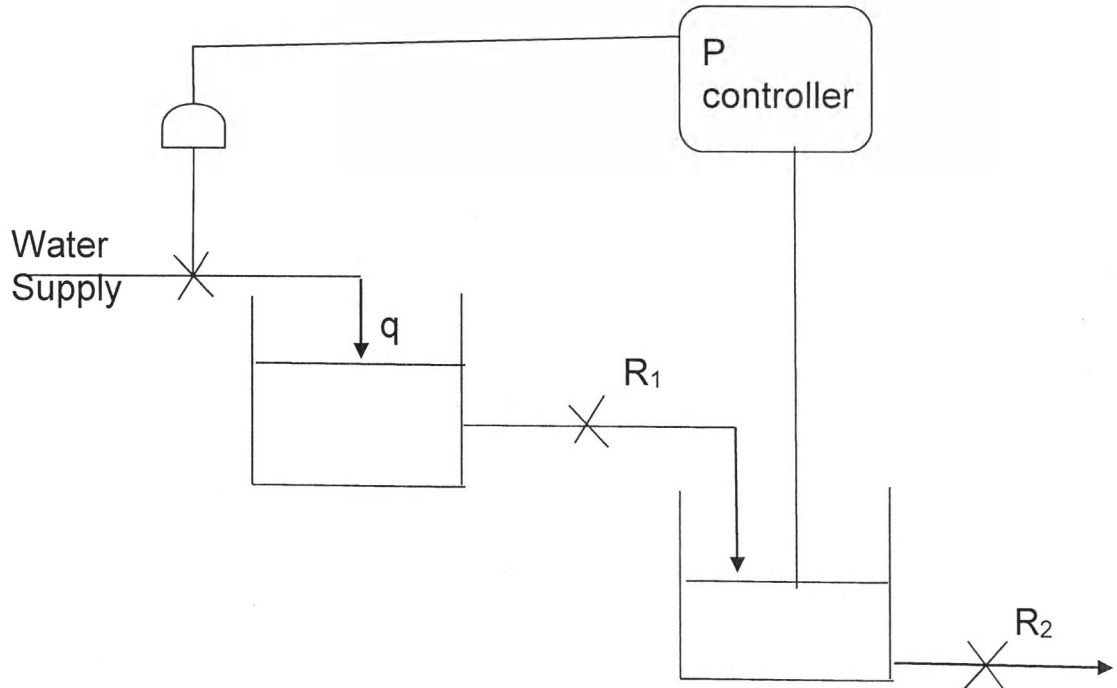 P
controller
Water
Supply
q
R₁
R₂